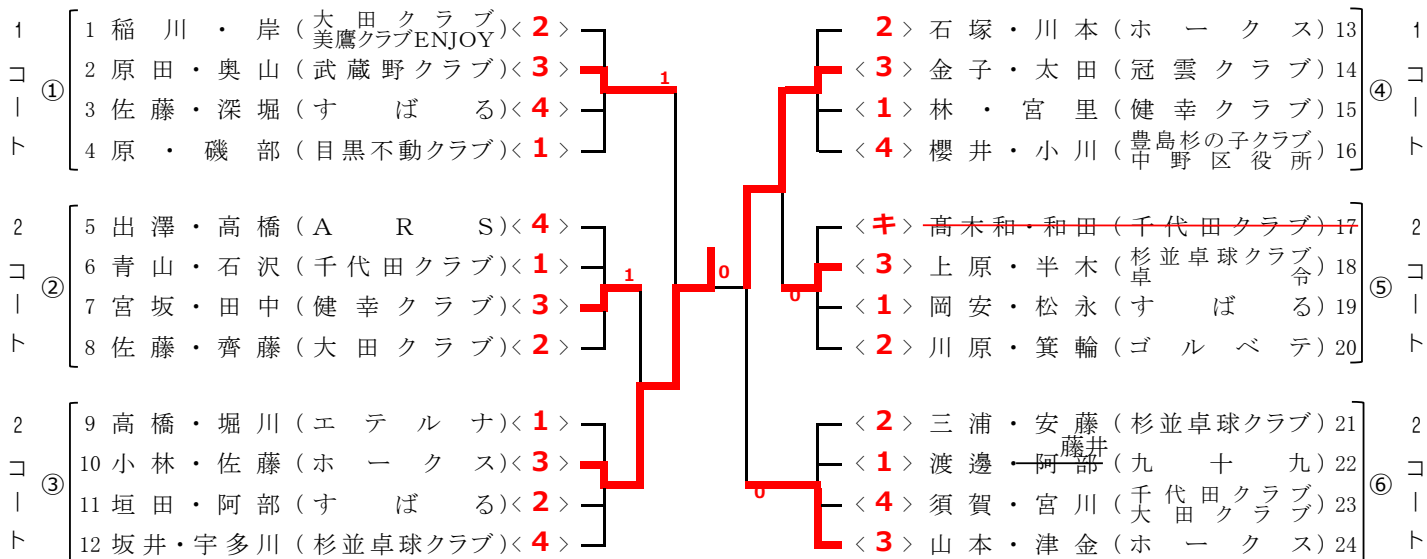 1コート ①
1 稲川・岸 (大田クラブ 美鷹クラブENJOY) <2>
2 原田・奥山 (武蔵野クラブ) <3>
3 佐藤・深堀 (すばる) <4>
4 原・磯部 (目黒不動クラブ) <1>
1
2コート ②
5 出澤・高橋 (ARS) <4>
6 青山・石沢 (千代田クラブ) <1>
7 宮坂・田中 (健幸クラブ) <3>
8 佐藤・齊藤 (大田クラブ) <2>
1
2コート ③
9 高橋・堀川 (エテルナ) <1>
10 小林・佐藤 (ホークス) <3>
11 垣田・阿部 (すばる) <2>
12 坂井・宇多川 (杉並卓球クラブ) <4>
0
1コート ④
<2> 石塚・川本 (ホークス) 13
<3> 金子・太田 (冠雲クラブ) 14
<1> 林・宮里 (健幸クラブ) 15
<4> 櫻井・小川 (豊島杉の子クラブ 中野区役所) 16
2コート ⑤
<キ> 髙木和・和田 (千代田クラブ) 17
<3> 上原・半木 (杉並卓球クラブ 卓令) 18
<1> 岡安・松永 (すばる) 19
<2> 川原・箕輪 (ゴルベテ) 20
0
2コート ⑥
<2> 三浦・安藤 (杉並卓球クラブ) 21
藤井
<1> 渡邊・阿部 (九十九) 22
<4> 須賀・宮川 (千代田クラブ 大田クラブ) 23
<3> 山本・津金 (ホークス) 24
0